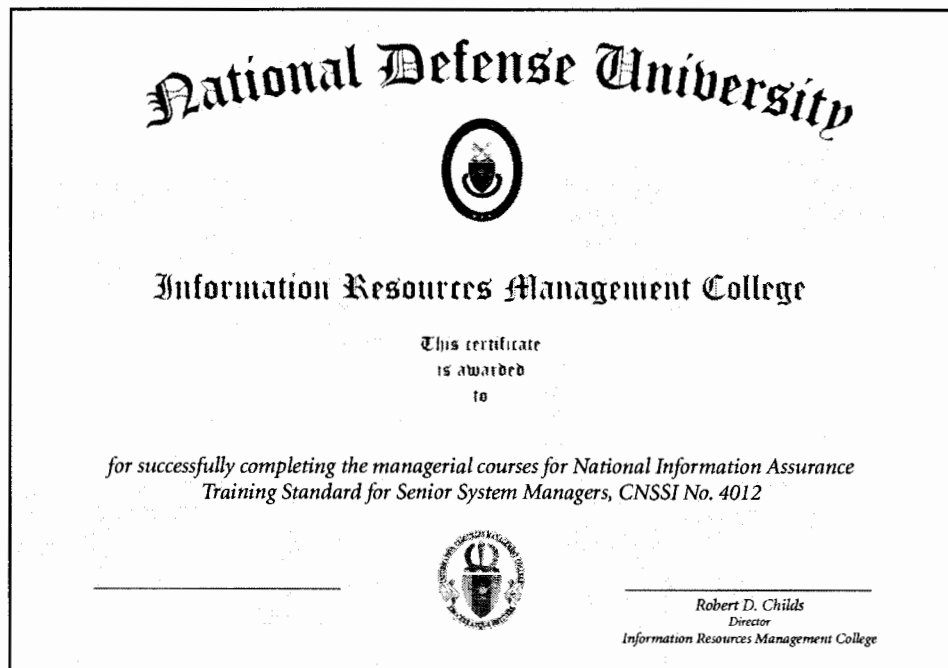 National Defense University
Information Resources Management College
This certificate
is awarded
to
for successfully completing the managerial courses for National Information Assurance
Training Standard for Senior System Managers, CNSSI No. 4012
Robert D. Childs
Director
Information Resources Management College